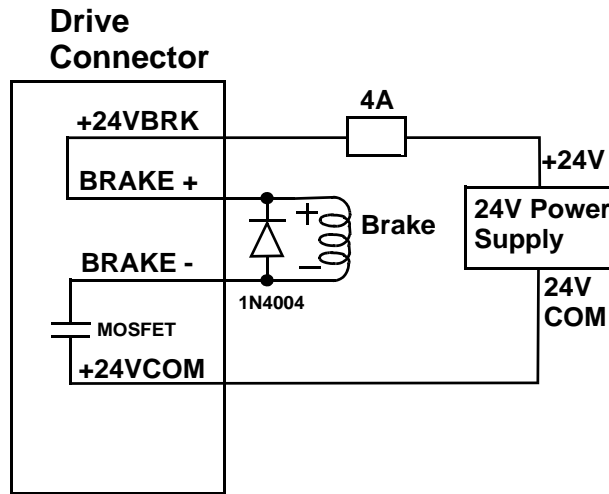 Drive
Connector
4A
+24VBRK
+24V
BRAKE +
+
Brake
24V Power
Supply
BRAKE -
–
1N4004
24V
COM
MOSFET
+24VCOM